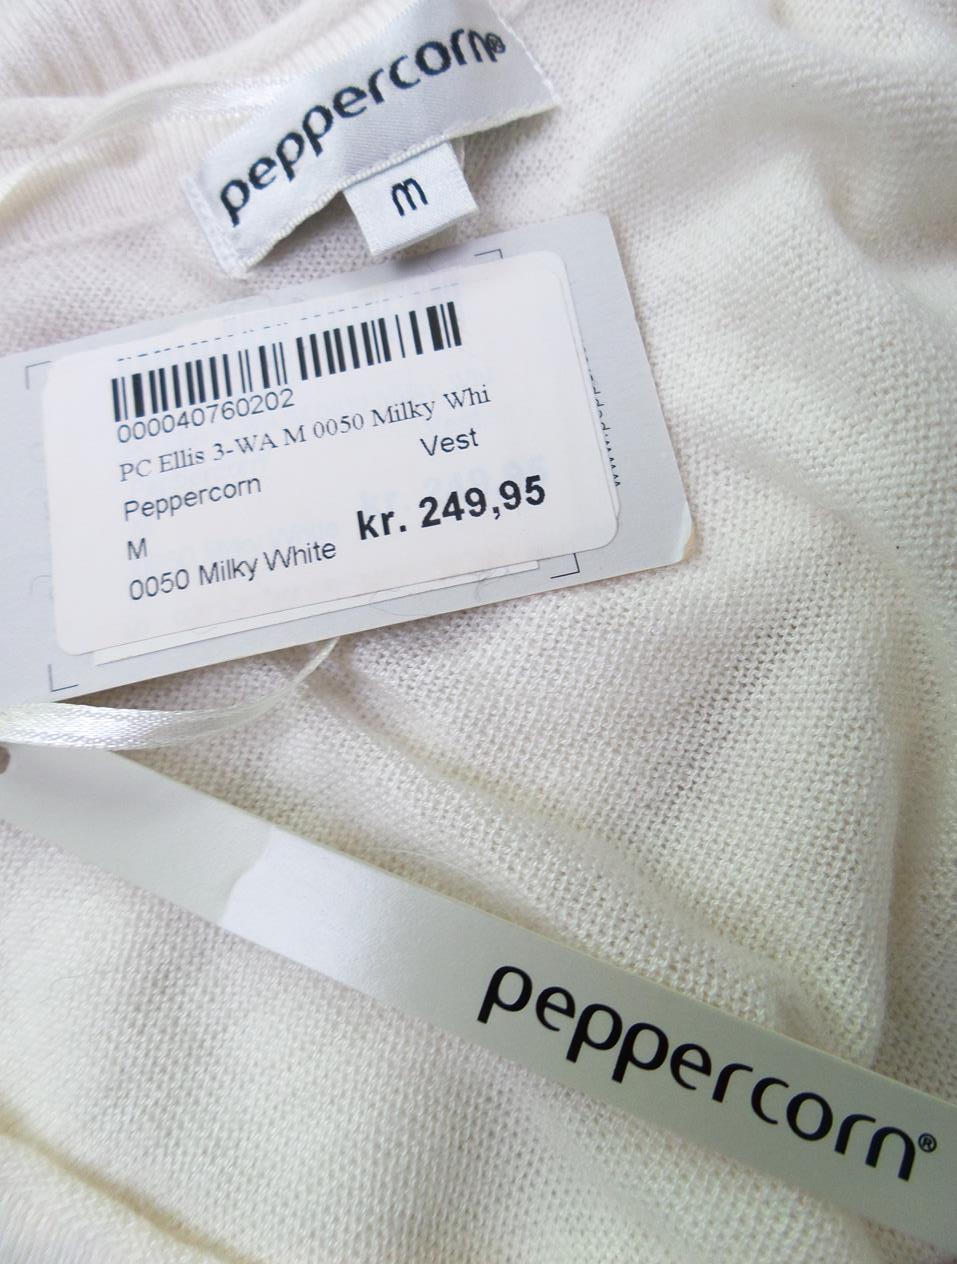 peppercorn®
m
000040760202
PC Ellis 3-WA M 0050 Milky Whi
Vest
Peppercorn
kr. 249,95
M
0050 Milky White
peppercorn®